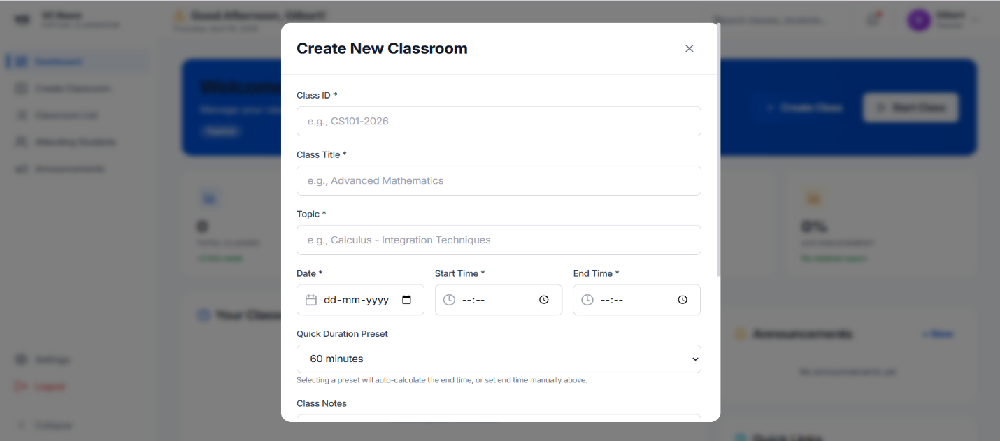 Good Afternoon, Gilbert!
Dashboard
Create Classroom
Classroom List
Attending Students
Announcements
Settings
Logout
Collapse
Welcome
Create Class
Start Class
0
0%
Your Class
Announcements
+ New
No announcements yet
Quick Links
Create New Classroom
Class ID *
e.g., CS101-2026
Class Title *
e.g., Advanced Mathematics
Topic *
e.g., Calculus - Integration Techniques
Date * Start Time * End Time *
dd-mm-yyyy --:-- --:--
Quick Duration Preset
60 minutes
Selecting a preset will auto-calculate the end time, or set end time manually above.
Class Notes